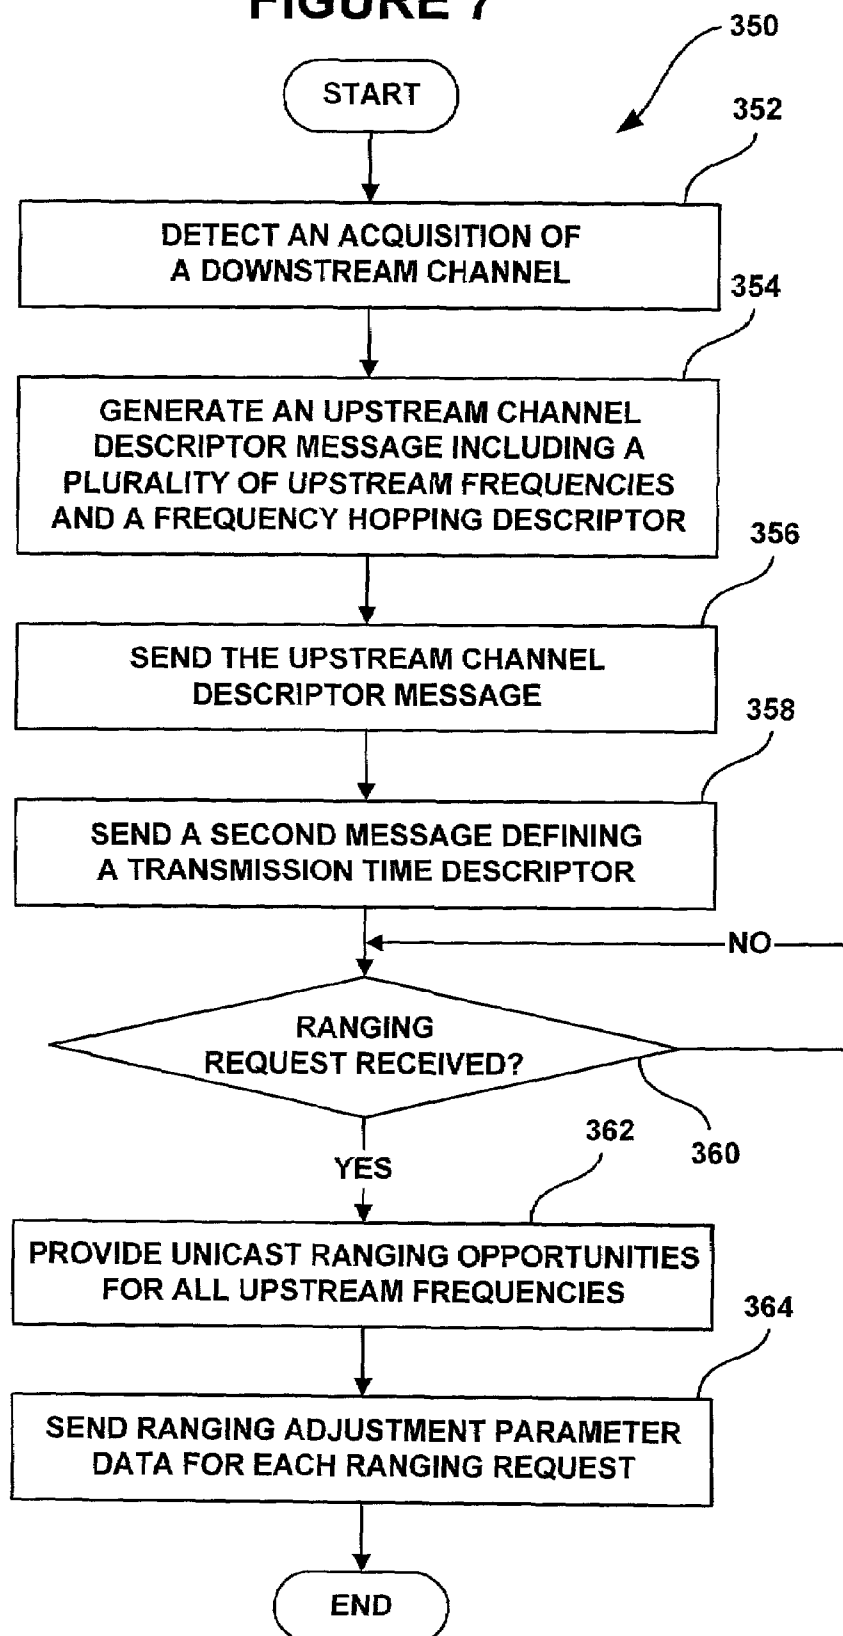 FIGURE 7
350
START
352
DETECT AN ACQUISITION OF
A DOWNSTREAM CHANNEL
354
GENERATE AN UPSTREAM CHANNEL
DESCRIPTOR MESSAGE INCLUDING A
PLURALITY OF UPSTREAM FREQUENCIES
AND A FREQUENCY HOPPING DESCRIPTOR
356
SEND THE UPSTREAM CHANNEL
DESCRIPTOR MESSAGE
358
SEND A SECOND MESSAGE DEFINING
A TRANSMISSION TIME DESCRIPTOR
NO
RANGING
REQUEST RECEIVED?
360
YES
362
PROVIDE UNICAST RANGING OPPORTUNITIES
FOR ALL UPSTREAM FREQUENCIES
364
SEND RANGING ADJUSTMENT PARAMETER
DATA FOR EACH RANGING REQUEST
END